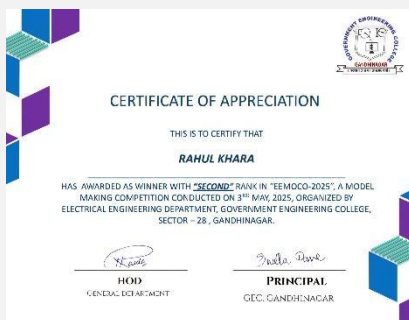 GOVERNMENT ENGINEERING COLLEGE
GANDHINAGAR
CERTIFICATE OF APPRECIATION
THIS IS TO CERTIFY THAT
RAHUL KHARA
HAS AWARDED AS WINNER WITH "SECOND" RANK IN "EEMOCO-2025", A MODEL
MAKING COMPETITION CONDUCTED ON 3RD MAY, 2025, ORGANIZED BY
ELECTRICAL ENGINEERING DEPARTMENT, GOVERNMENT ENGINEERING COLLEGE,
SECTOR – 28 , GANDHINAGAR.
HOD
GENERAL DEPARTMENT
PRINCIPAL
GEC, GANDHINAGAR